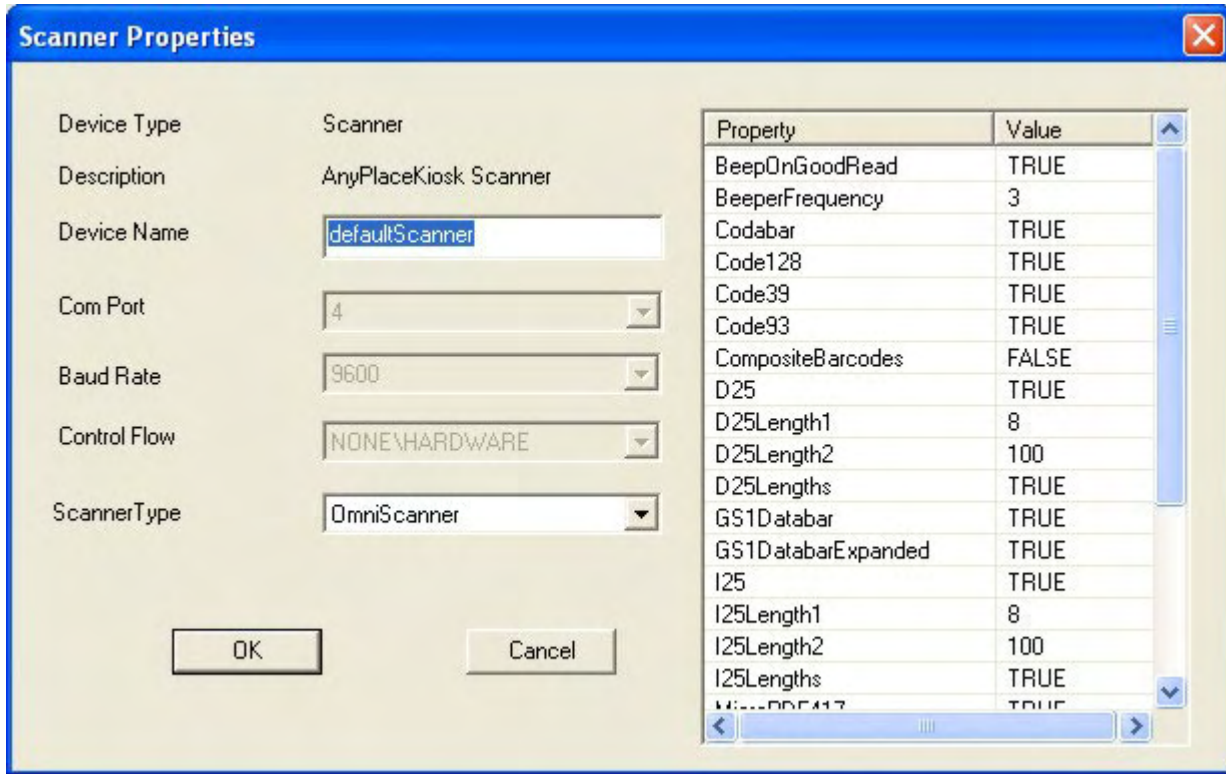 Scanner Properties
Device Type Scanner
Description AnyPlaceKiosk Scanner
Device Name defaultScanner
Com Port 4
Baud Rate 9600
Control Flow NONE\HARDWARE
ScannerType OmniScanner
OK Cancel
Property Value
BeepOnGoodRead TRUE
BeeperFrequency 3
Codabar TRUE
Code128 TRUE
Code39 TRUE
Code93 TRUE
CompositeBarcodes FALSE
D25 TRUE
D25Length1 8
D25Length2 100
D25Lengths TRUE
GS1Databar TRUE
GS1DatabarExpanded TRUE
I25 TRUE
I25Length1 8
I25Length2 100
I25Lengths TRUE
MicroPDF417 TRUE